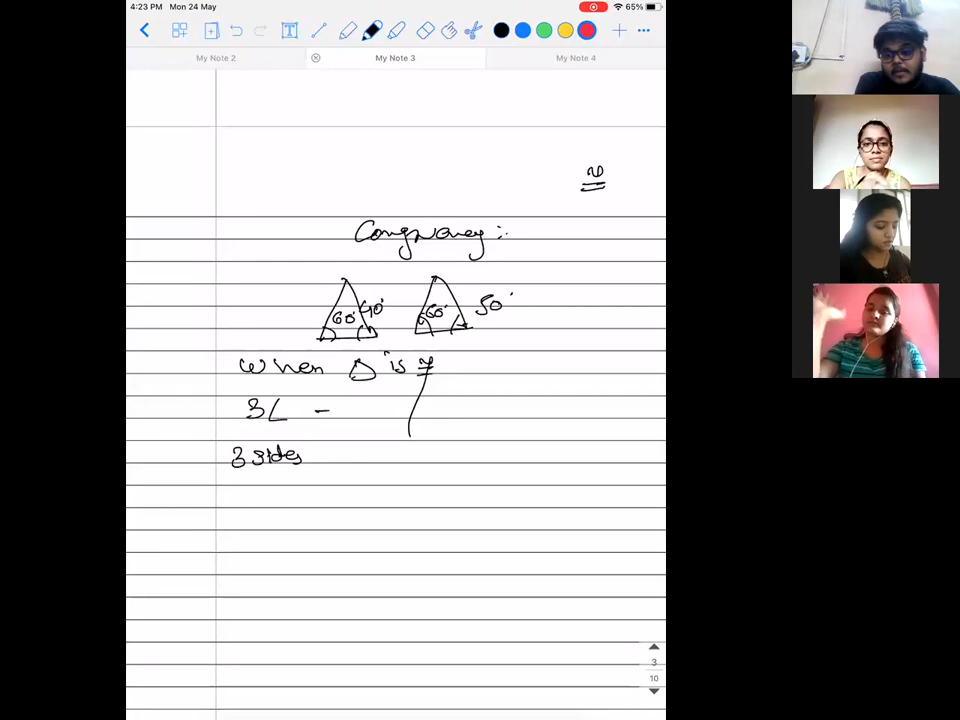 4:23 PM Mon 24 May
65%
My Note 2
My Note 3
My Note 4
≅
Congruency :-
60° 40° 60° 50°
When Δ is ≅
3∠ -
3 sides
3
10